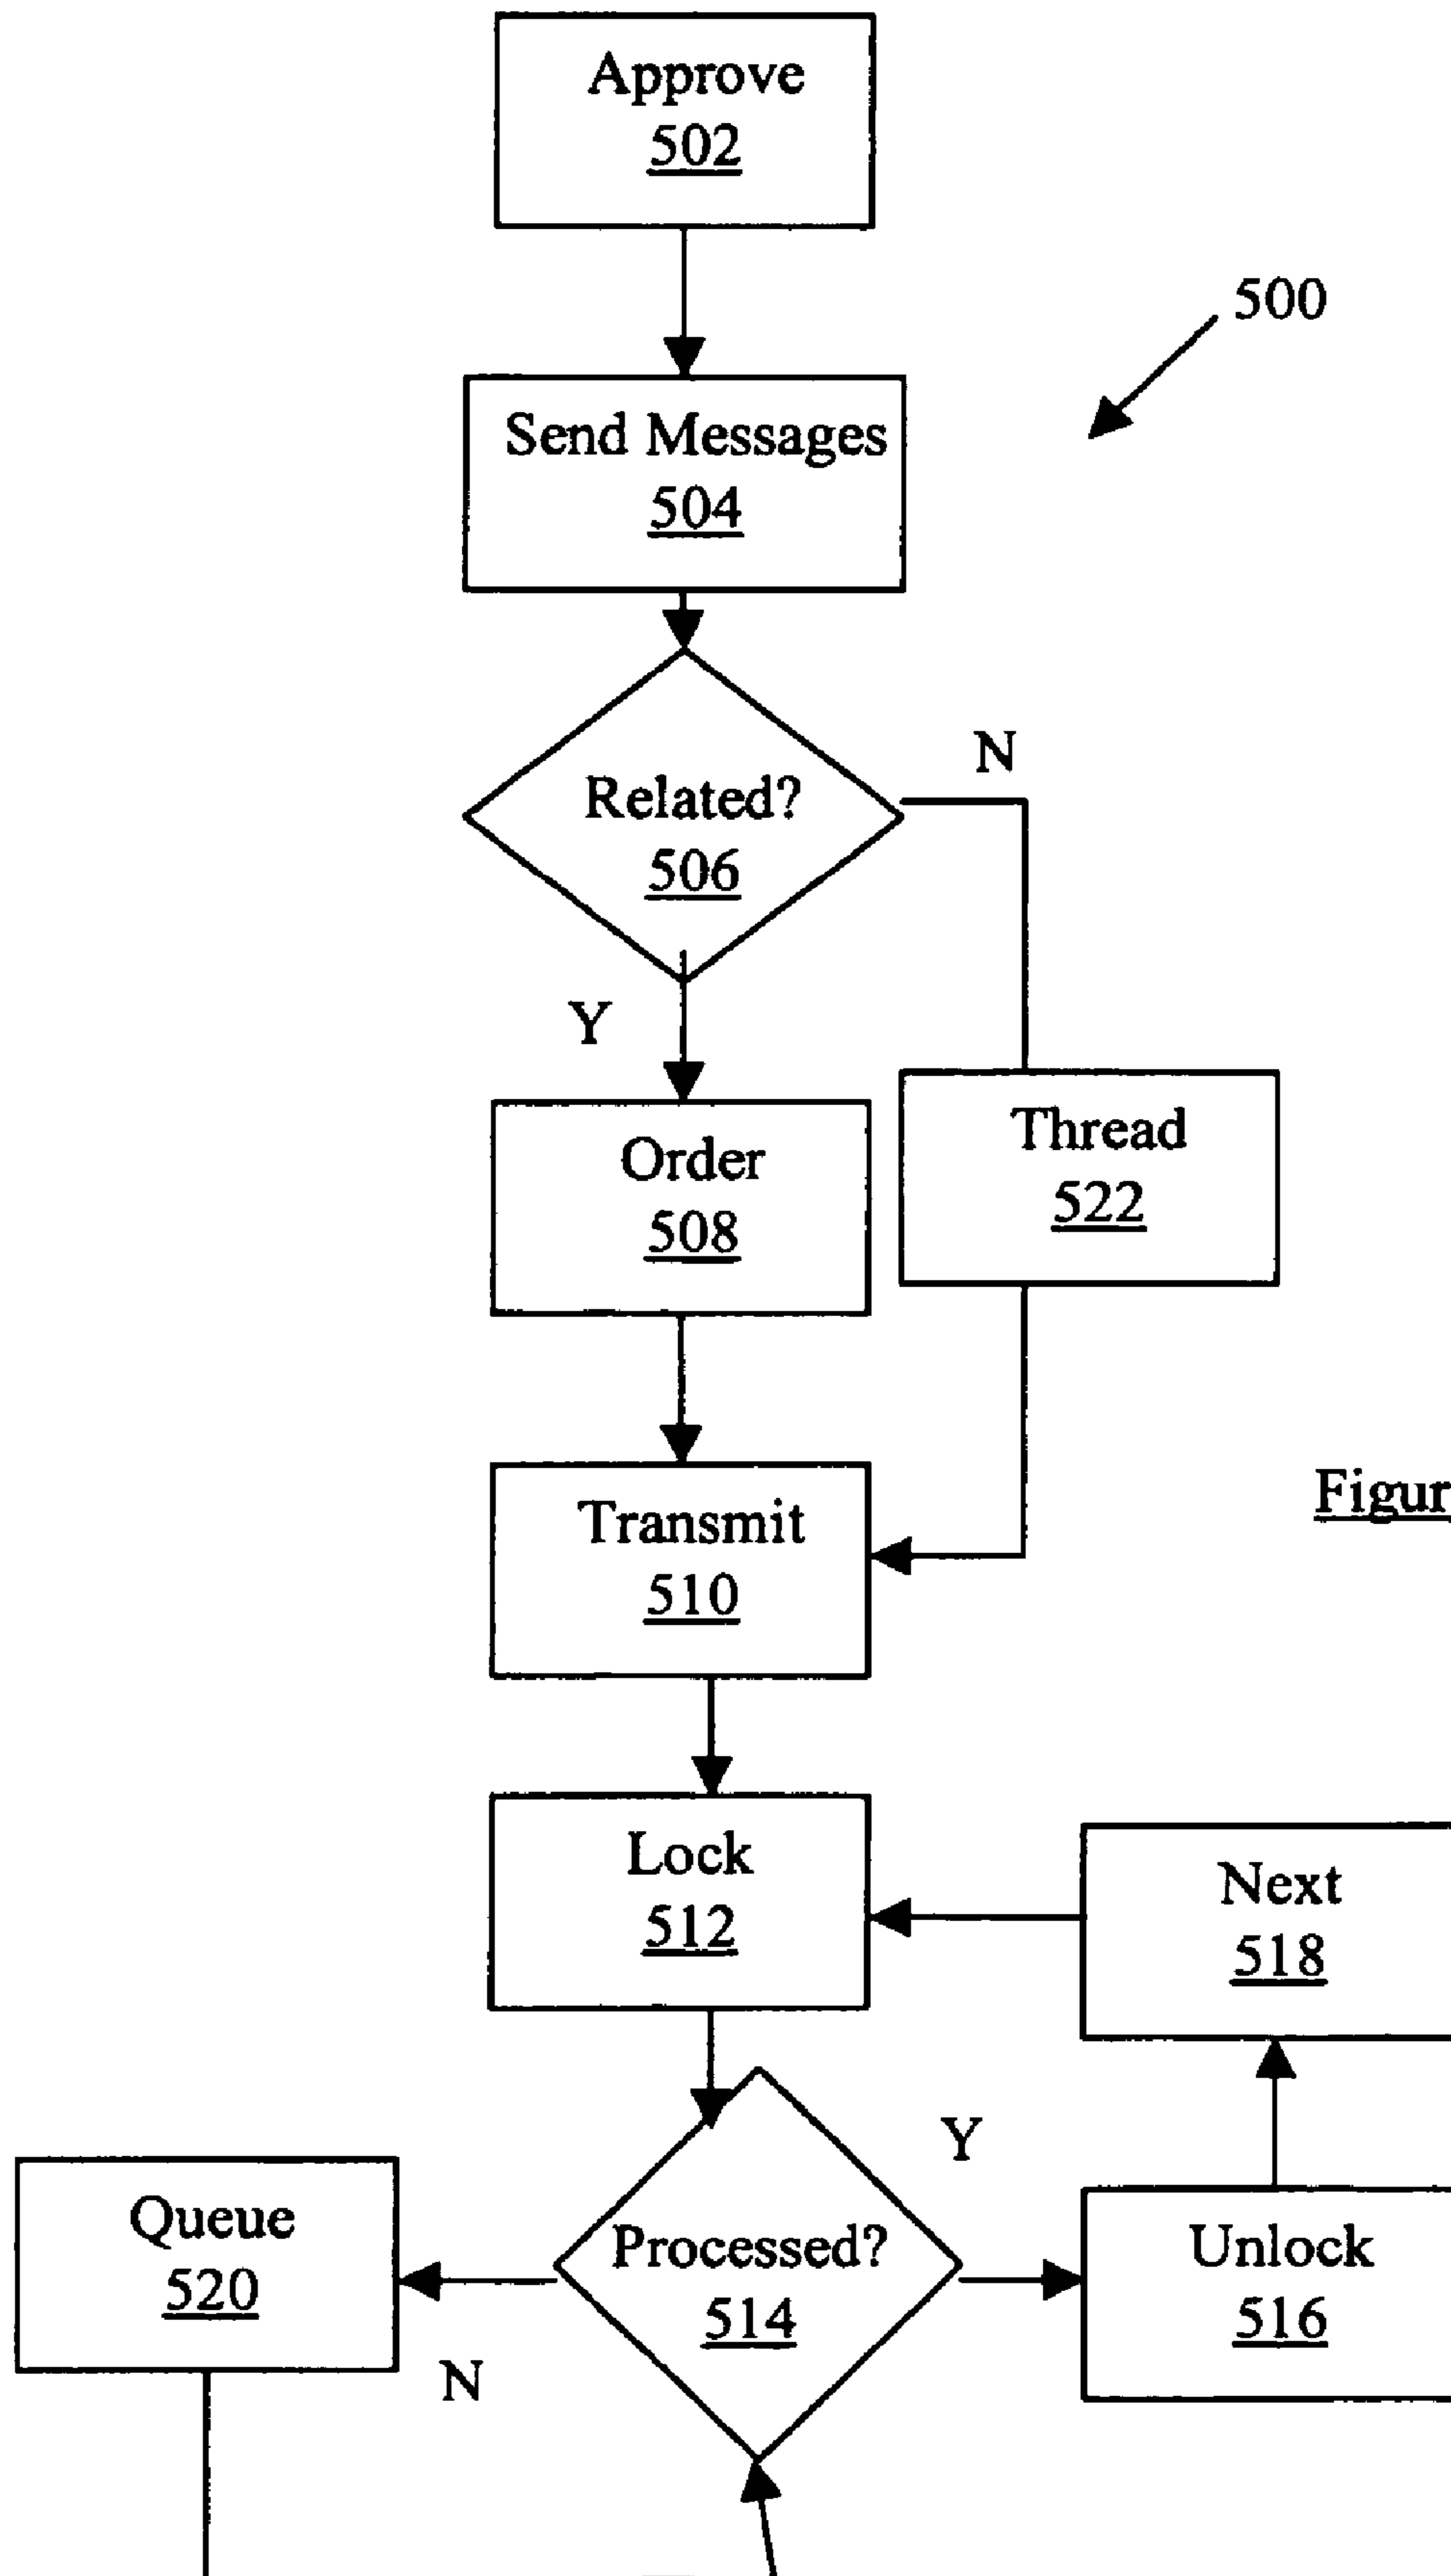 Approve
502
500
Send Messages
504
N
Related?
506
Y
Order
508
Thread
522
Transmit
510
Figur
Lock
512
Next
518
Y
Queue
520
Processed?
514
Unlock
516
N